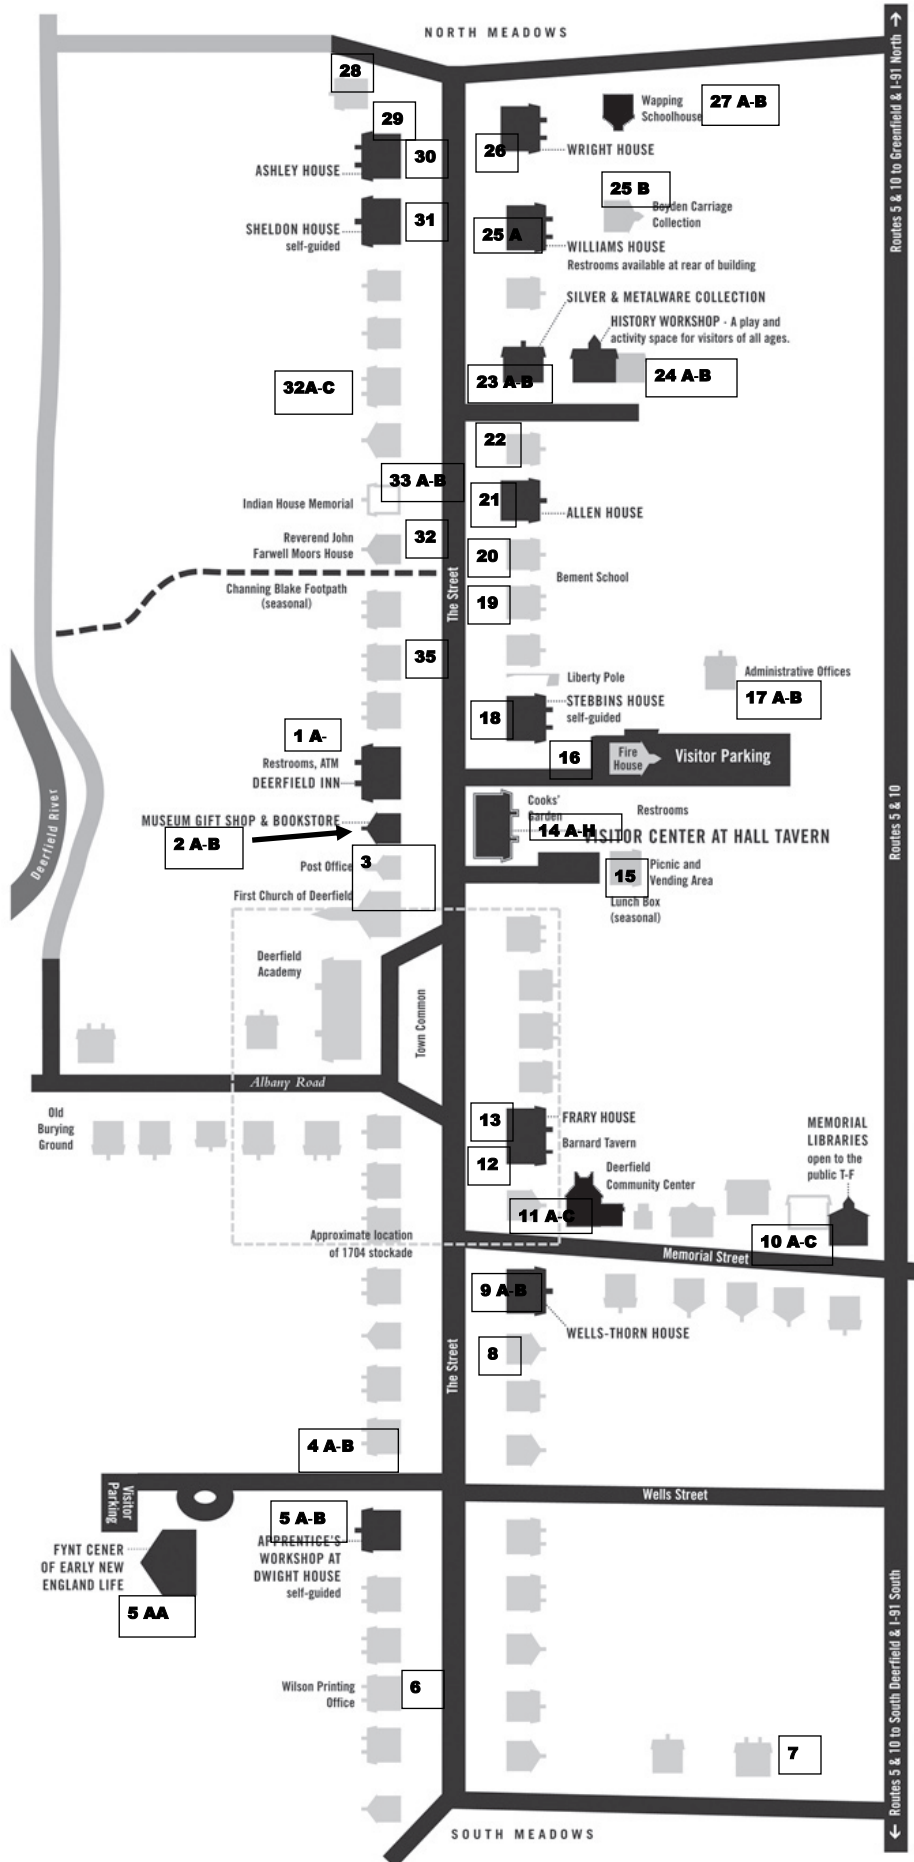 NORTH MEADOWS
Routes 5 & 10 to Greenfield & I-91 North →
28
29
30
ASHLEY HOUSE
26
WRIGHT HOUSE
Wapping
Schoolhouse
27 A-B
31
SHELDON HOUSE
self-guided
25 B
Boyden Carriage
Collection
25 A
WILLIAMS HOUSE
Restrooms available at rear of building
SILVER & METALWARE COLLECTION
HISTORY WORKSHOP - A play and
activity space for visitors of all ages.
23 A-B
24 A-B
32A-C
22
33 A-B
Indian House Memorial
21
ALLEN HOUSE
32
Reverend John
Farwell Moors House
20
Bement School
Channing Blake Footpath
(seasonal)
The Street
19
35
Liberty Pole
Administrative Offices
17 A-B
18
STEBBINS HOUSE
self-guided
1 A-
Restrooms, ATM
DEERFIELD INN
16
Fire
House
Visitor Parking
Deerfield River
Routes 5 & 10
MUSEUM GIFT SHOP & BOOKSTORE
2 A-B
Cooks'
Garden
Restrooms
14 A-H
VISITOR CENTER AT HALL TAVERN
3
Post Office
First Church of Deerfield
15
Picnic and
Vending Area
Lunch Box
(seasonal)
Deerfield
Academy
Town Common
Albany Road
Old
Burying
Ground
13
FRARY HOUSE
Barnard Tavern
12
Deerfield
Community Center
MEMORIAL
LIBRARIES
open to the
public T-F
11 A-C
10 A-C
Approximate location
of 1704 stockade
Memorial Street
9 A-B
WELLS-THORN HOUSE
8
The Street
4 A-B
Visitor
Parking
Wells Street
5 A-B
APPRENTICE'S
WORKSHOP AT
DWIGHT HOUSE
self-guided
FYNT CENER
OF EARLY NEW
ENGLAND LIFE
5 AA
Wilson Printing
Office
6
7
← Routes 5 & 10 to South Deerfield & I-91 South
SOUTH MEADOWS